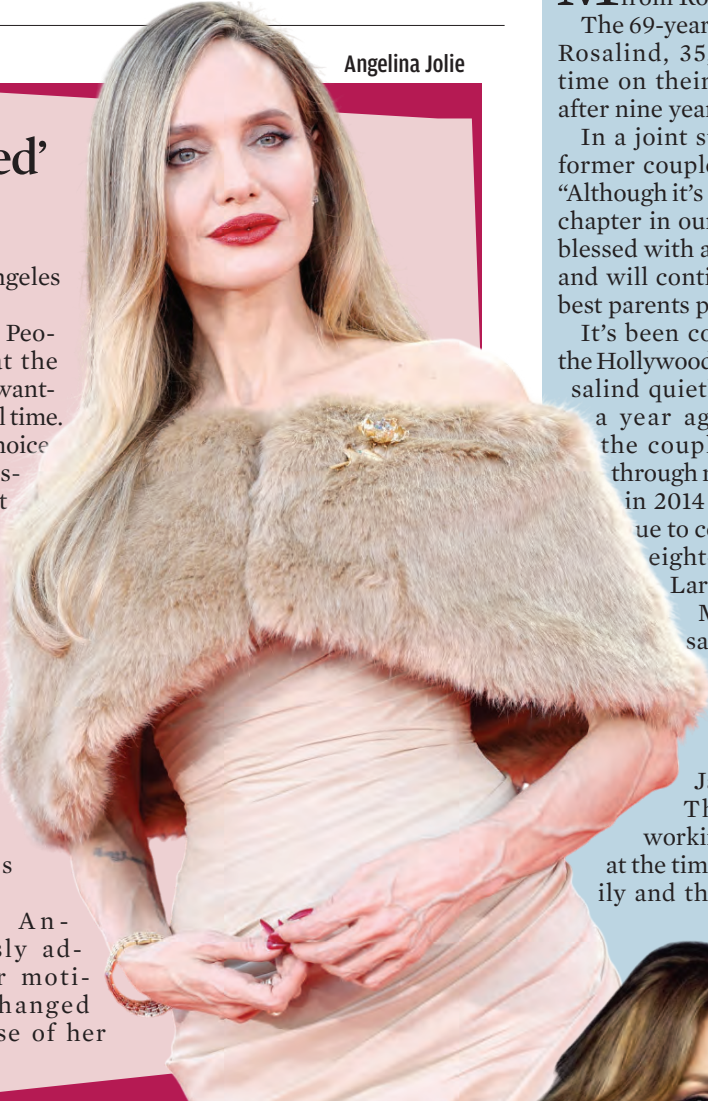 Angelina Jolie
ed’
ngeles
Peo-
at the
want-
l time.
hoice
s-
t
s
An-
sly ad-
r moti-
hanged
se of her
from Ro
The 69-year
Rosalind, 35
time on their
after nine year
In a joint s
former couple
“Although it’s
chapter in ou
blessed with a
and will conti
best parents p
It’s been co
the Hollywood
salind quiet
a year ag
the coupl
through
in 2014
ue to c
eight
Lar
M
sa
J
Th
worki
at the tim
ily and th